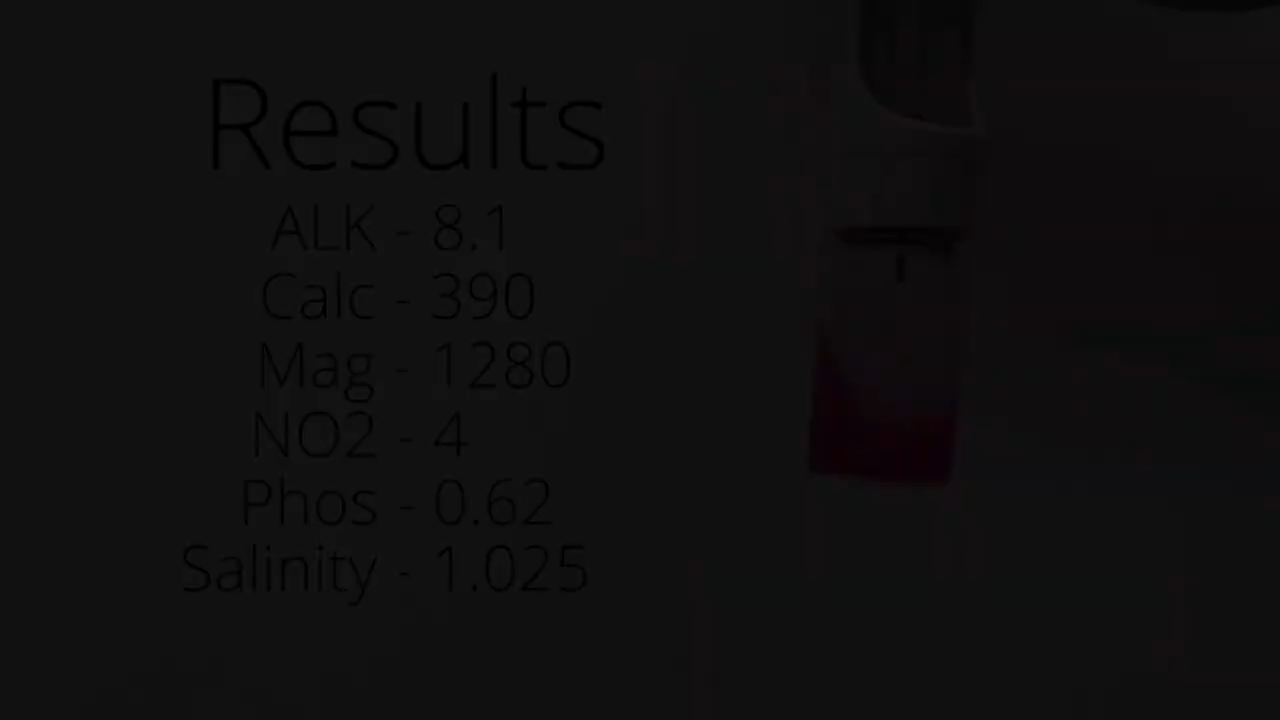 Results
ALK - 8.1
Calc - 390
Mag - 1280
NO2 - 4
Phos - 0.62
Salinity - 1.025